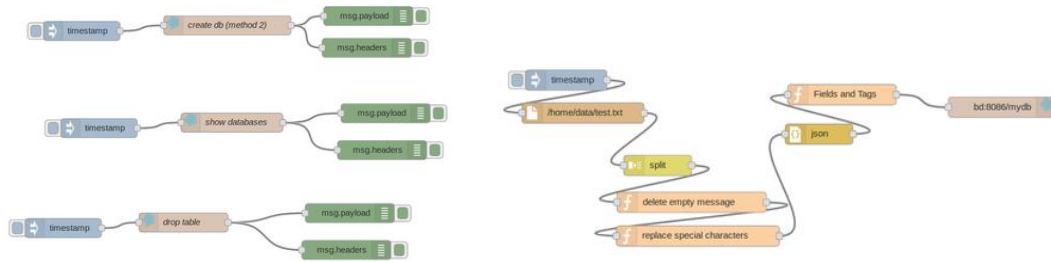 timestamp
create db (method 2)
msg.payload
msg.headers
timestamp
show databases
msg.payload
msg.headers
timestamp
drop table
msg.payload
msg.headers
timestamp
/home/data/test.txt
split
delete empty message
replace special characters
json
Fields and Tags
bd:8086/mydb